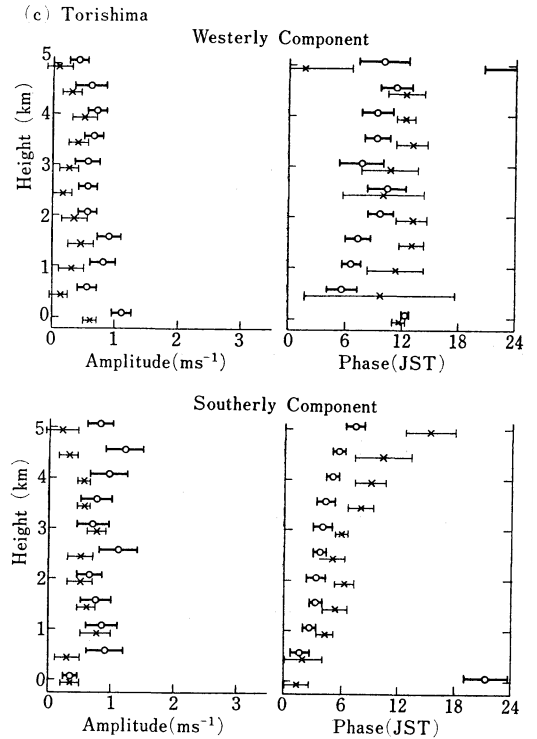 (c) Torishima
Westerly Component
Height (km)
5
4
3
2
1
0
0 1 2 3
Amplitude(ms⁻¹)
0 6 12 18 24
Phase(JST)
Southerly Component
Height (km)
5
4
3
2
1
0
0 1 2 3
Amplitude(ms⁻¹)
0 6 12 18 24
Phase(JST)